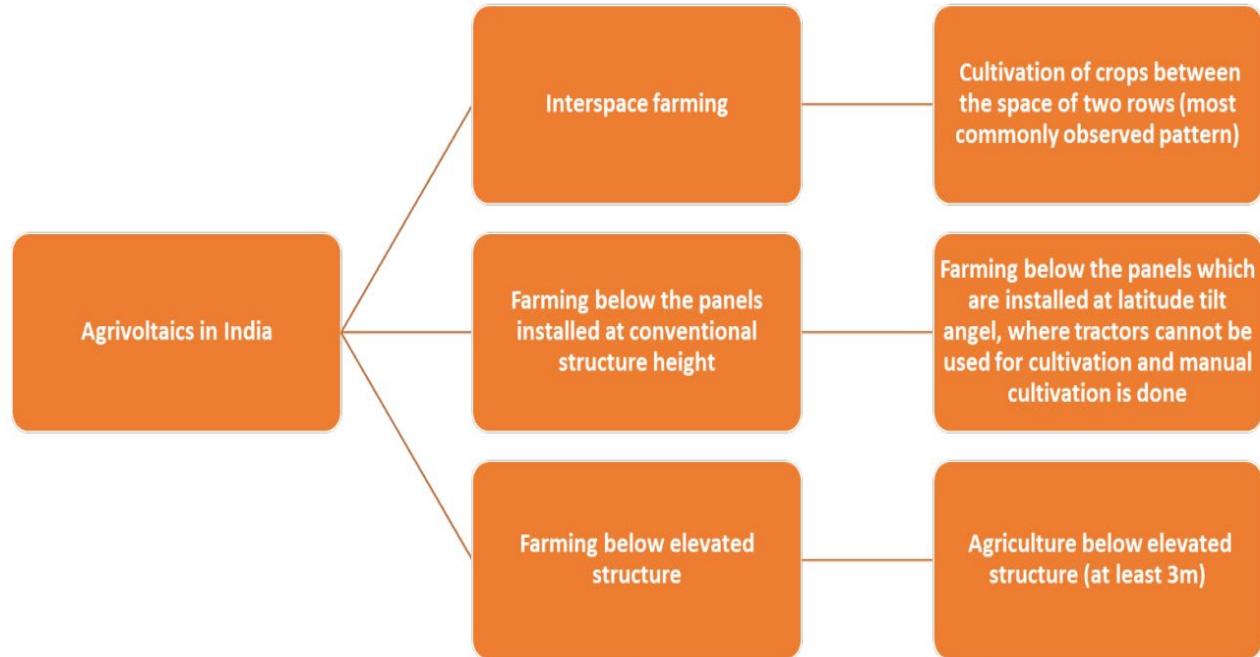 Interspace farming
Cultivation of crops between
the space of two rows (most
commonly observed pattern)
Agrivoltaics in India
Farming below the panels
installed at conventional
structure height
Farming below the panels which
are installed at latitude tilt
angel, where tractors cannot be
used for cultivation and manual
cultivation is done
Farming below elevated
structure
Agriculture below elevated
structure (at least 3m)